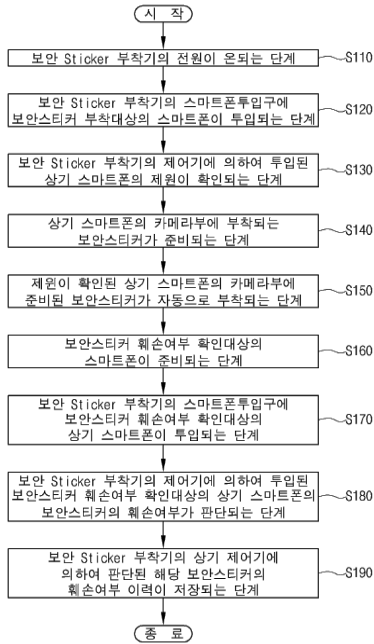 시 작
보안 Sticker 부착기의 전원이 온되는 단계
S110
보안 Sticker 부착기의 스마트폰투입구에
보안스티커 부착대상의 스마트폰이 투입되는 단계
S120
보안 Sticker 부착기의 제어기에 의하여 투입된
상기 스마트폰의 제원이 확인되는 단계
S130
상기 스마트폰의 카메라부에 부착되는
보안스티커가 준비되는 단계
S140
제원이 확인된 상기 스마트폰의 카메라부에
준비된 보안스티커가 자동으로 부착되는 단계
S150
보안스티커 훼손여부 확인대상의
스마트폰이 준비되는 단계
S160
보안 Sticker 부착기의 스마트폰투입구에
보안스티커 훼손여부 확인대상의
상기 스마트폰이 투입되는 단계
S170
보안 Sticker 부착기의 제어기에 의하여 투입된
보안스티커 훼손여부 확인대상의 상기 스마트폰의
보안스티커의 훼손여부가 판단되는 단계
S180
보안 Sticker 부착기의 상기 제어기에
의하여 판단된 해당 보안스티커의
훼손여부 이력이 저장되는 단계
S190
종 료